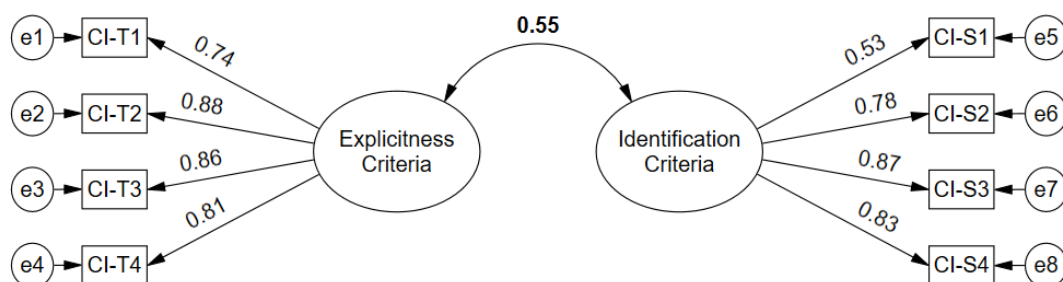 0.55
e1
CI-T1
0.74
0.53
CI-S1
e5
e2
CI-T2
0.88
0.78
CI-S2
e6
Explicitness
Criteria
Identification
Criteria
e3
CI-T3
0.86
0.87
CI-S3
e7
e4
CI-T4
0.81
0.83
CI-S4
e8